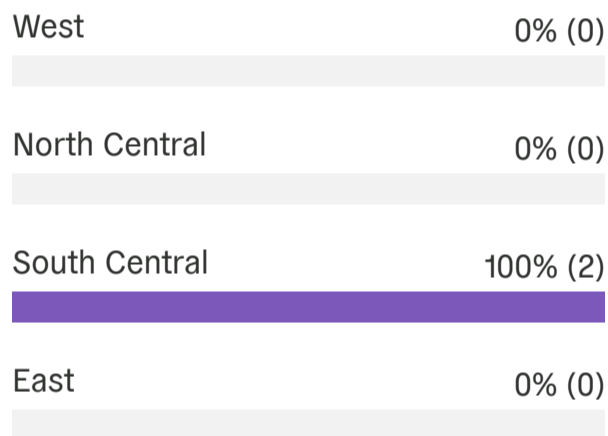 West 0% (0)
North Central 0% (0)
South Central 100% (2)
East 0% (0)